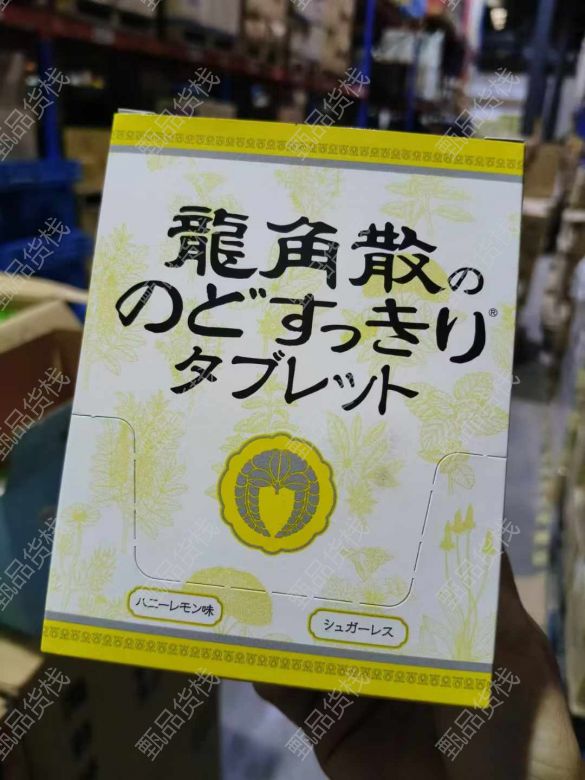 龍角散の
のどすっきり®
タブレット
ハニーレモン味
シュガーレス
甄品货栈